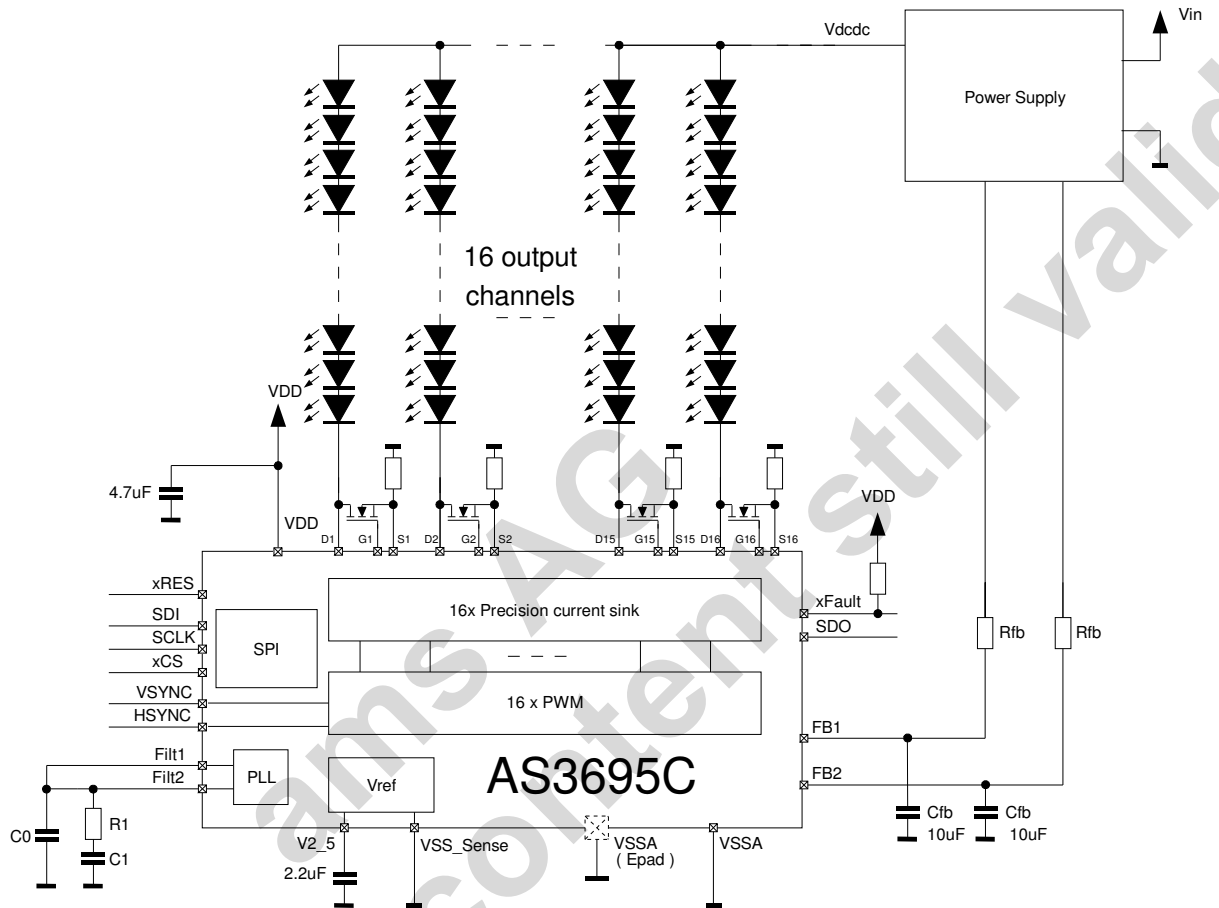 Vdcdc
Vin
Power Supply
16 output
channels
VDD
4.7uF
VDD
D1
G1
S1
D2
G2
S2
D15
G15
S15
D16
G16
S16
VDD
xRES
SDI
SCLK
xCS
VSYNC
HSYNC
Filt1
Filt2
SPI
16x Precision current sink
16 x PWM
PLL
Vref
AS3695C
xFault
SDO
FB1
FB2
Rfb
Rfb
Cfb
10uF
Cfb
10uF
C0
R1
C1
V2_5
2.2uF
VSS_Sense
VSSA
( Epad )
VSSA
ams AG
content still valid